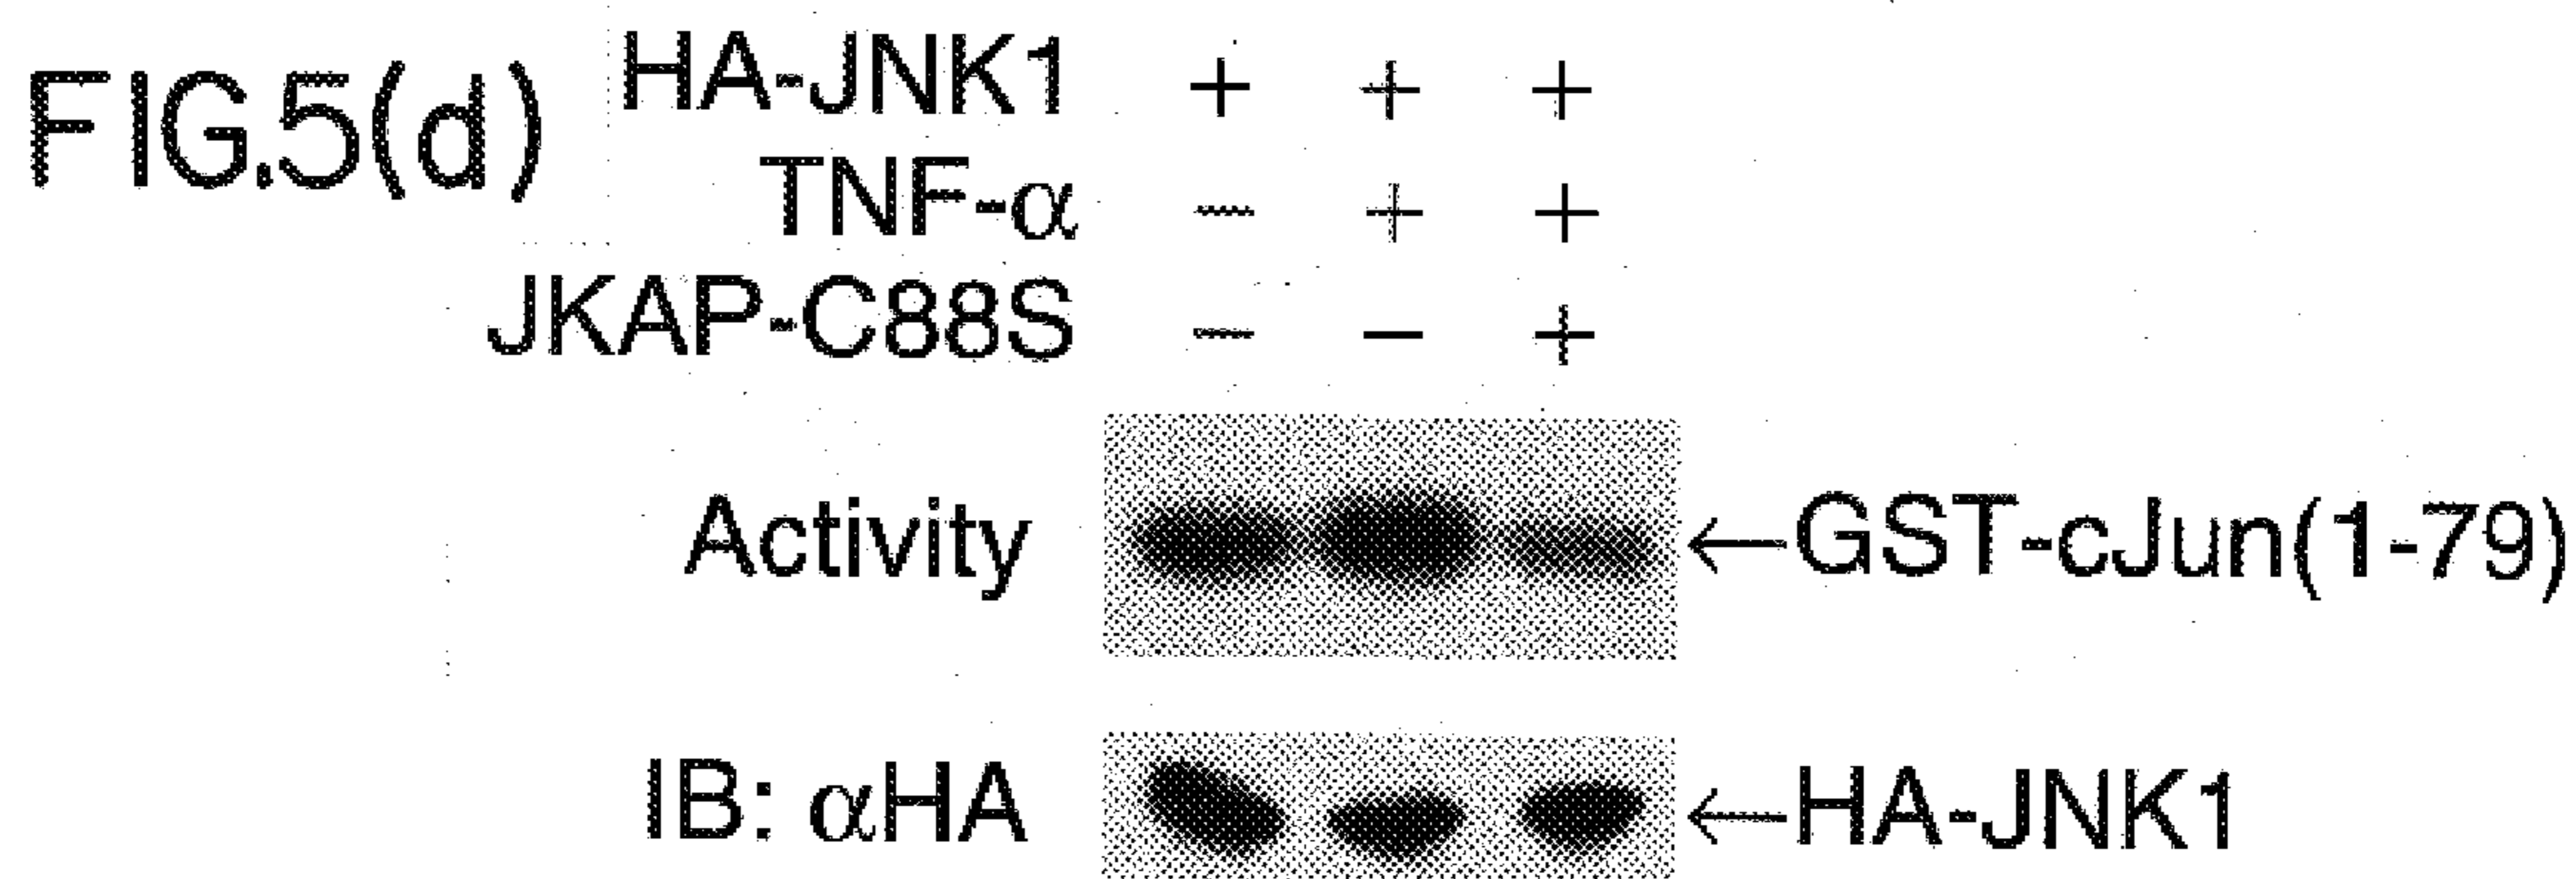 FIG.5(d)
HA-JNK1 + + +
TNF-α - + +
JKAP-C88S - - +
Activity ←GST-cJun(1-79)
IB: αHA ←HA-JNK1